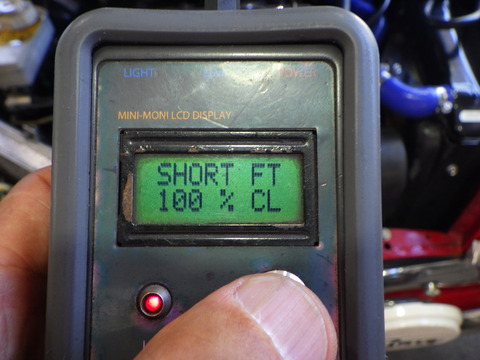 LIGHT
MINI-MONI LCD DISPLAY
SHORT FT
100 % CL